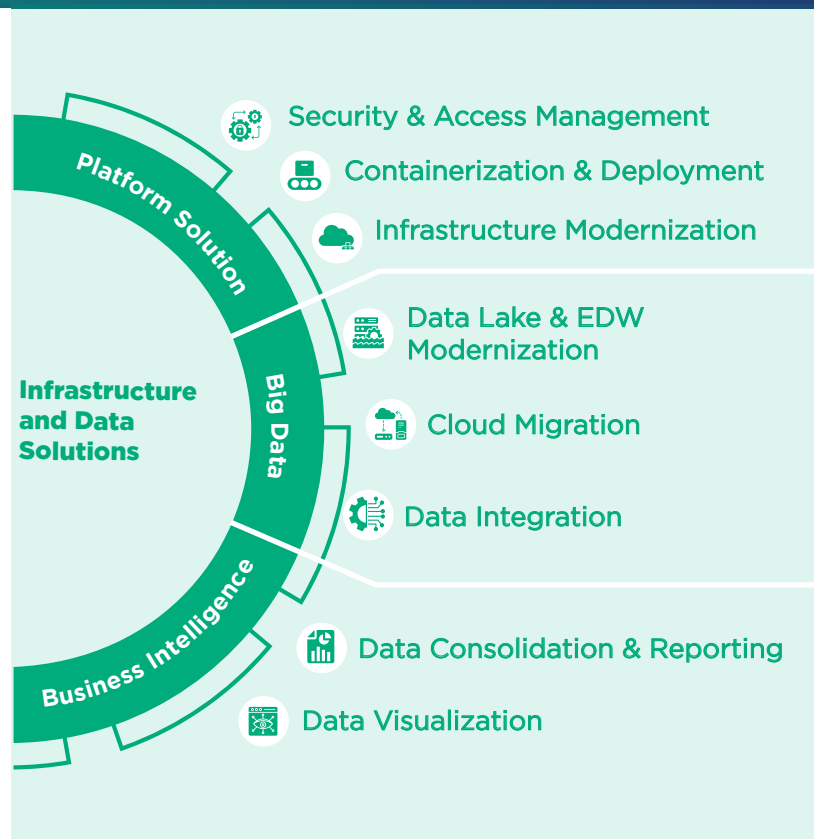 Security & Access Management
Containerization & Deployment
Infrastructure Modernization
Platform Solution
Data Lake & EDW
Modernization
Cloud Migration
Data Integration
Big Data
Infrastructure
and Data
Solutions
Data Consolidation & Reporting
Data Visualization
Business Intelligence